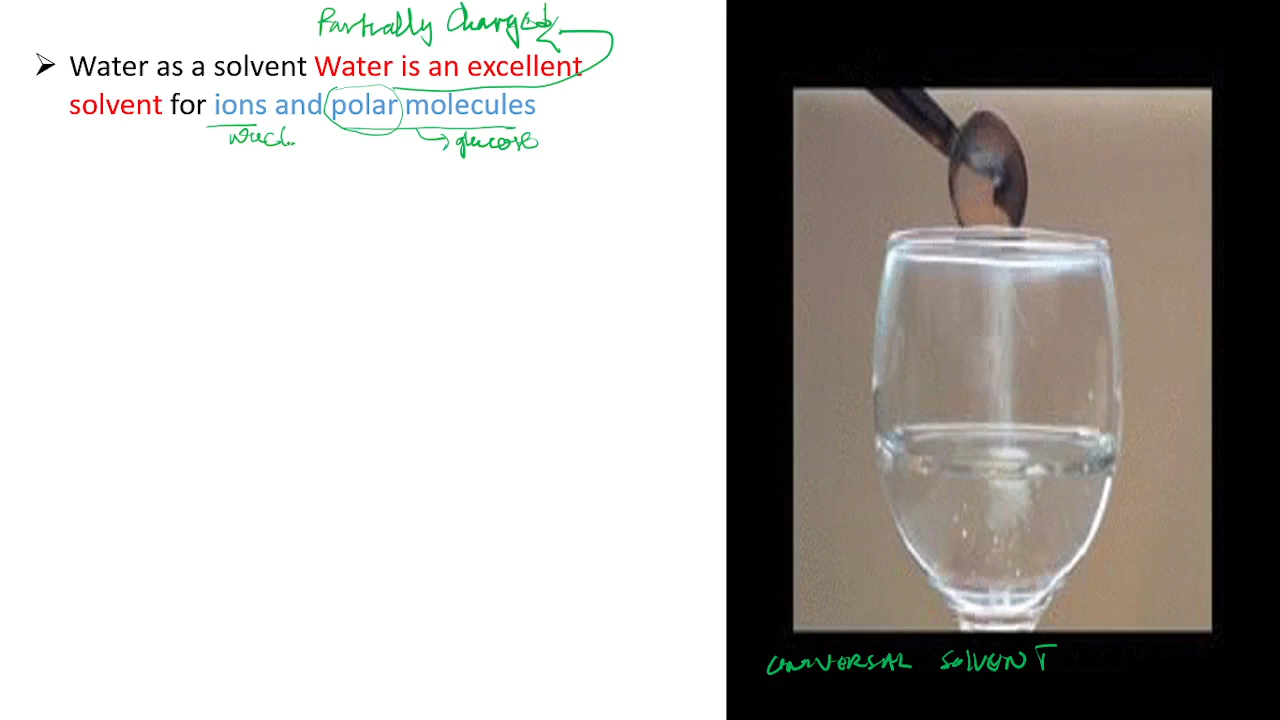 Partially Charged
➢ Water as a solvent Water is an excellent
solvent for ions and polar molecules
glucose
UNIVERSAL SOLVENT